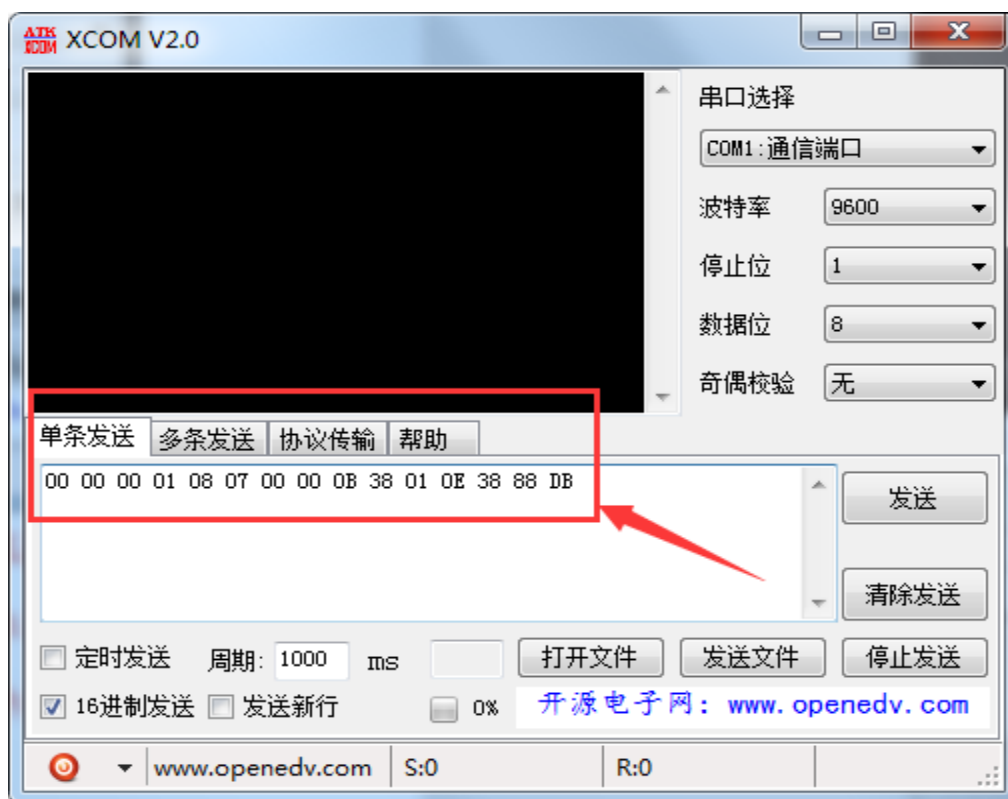 ATK XCOM XCOM V2.0
串口选择
COM1:通信端口
波特率 9600
停止位 1
数据位 8
奇偶校验 无
单条发送 多条发送 协议传输 帮助
00 00 00 01 08 07 00 00 0B 38 01 0E 38 88 DB
发送
清除发送
定时发送 周期: 1000 ms 打开文件 发送文件 停止发送
16进制发送 发送新行 0% 开源电子网: www.openedv.com
www.openedv.com S:0 R:0